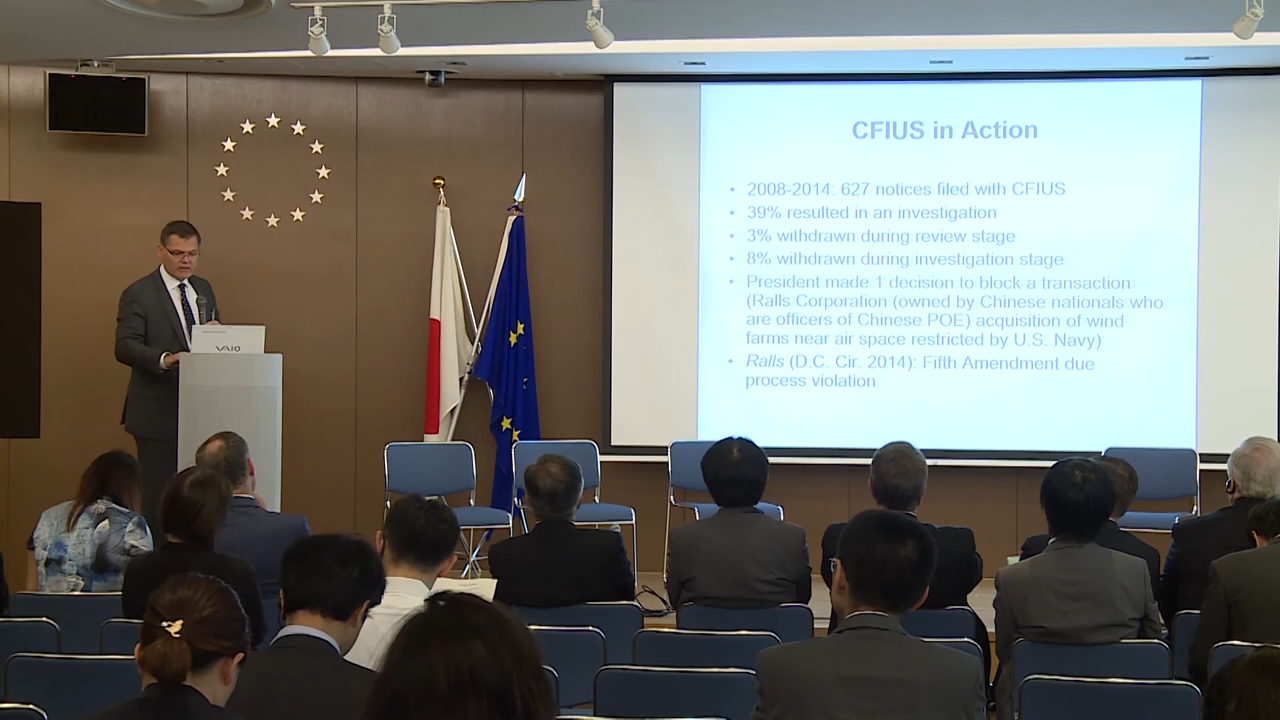 CFIUS in Action
• 2008-2014: 627 notices filed with CFIUS
• 39% resulted in an investigation
• 3% withdrawn during review stage
• 8% withdrawn during investigation stage
• President made 1 decision to block a transaction
(Ralls Corporation (owned by Chinese nationals who
are officers of Chinese POE) acquisition of wind
farms near air space restricted by U.S. Navy)
• Ralls (D.C. Cir. 2014): Fifth Amendment due
process violation
VAIO